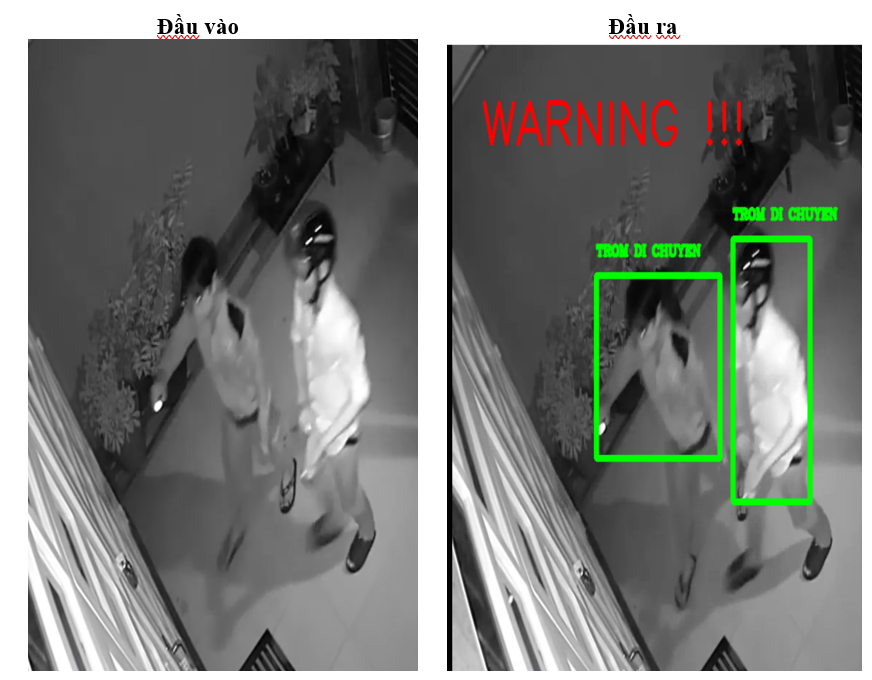 Đầu vào
Đầu ra
WARNING !!!
TROM DI CHUYEN
TROM DI CHUYEN